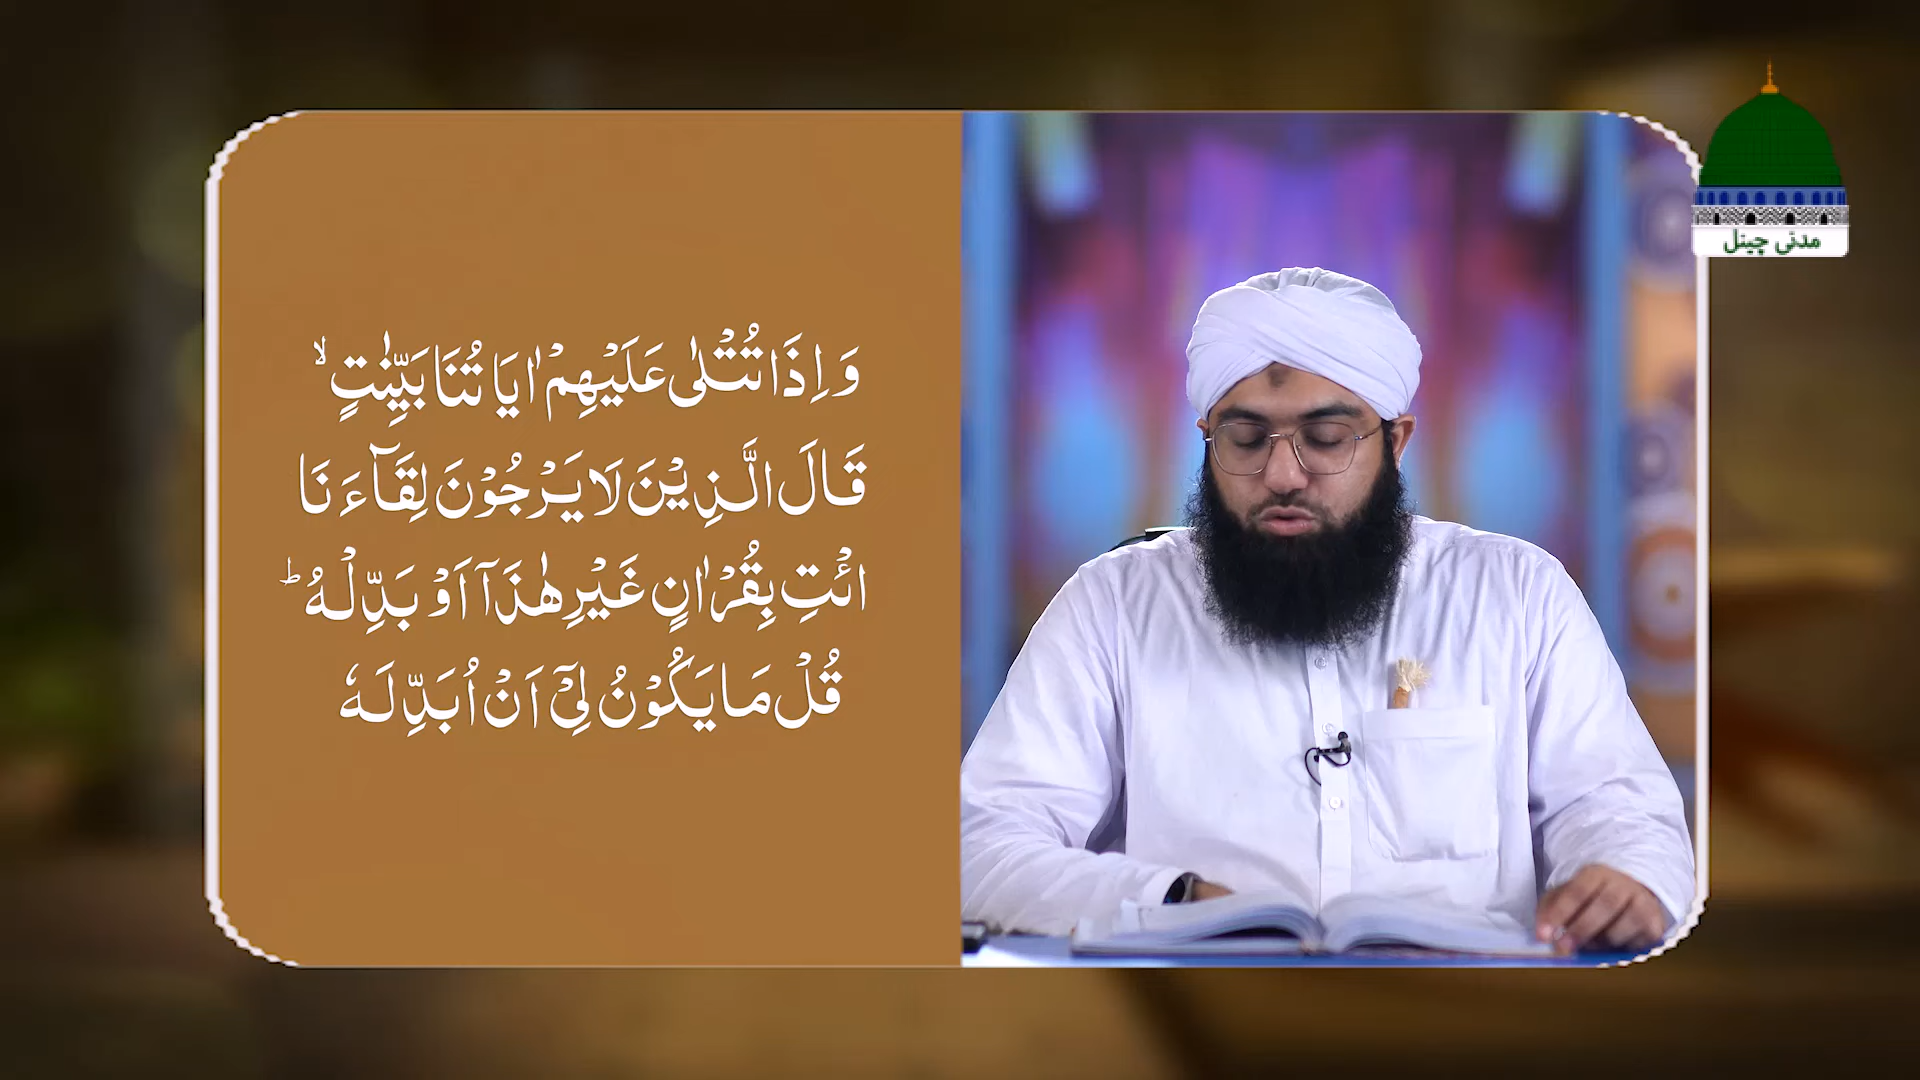 وَ اِذَا تُتْلٰى عَلَیْهِمْ اٰیَاتُنَا بَیِّنٰتٍۙ
قَالَ الَّذِیْنَ لَا یَرْجُوْنَ لِقَآءَنَا
ائْتِ بِقُرْاٰنٍ غَیْرِ هٰذَاۤ اَوْ بَدِّلْهُؕ
قُلْ مَا یَكُوْنُ لِیْۤ اَنْ اُبَدِّلَهٗ
مدنی چینل